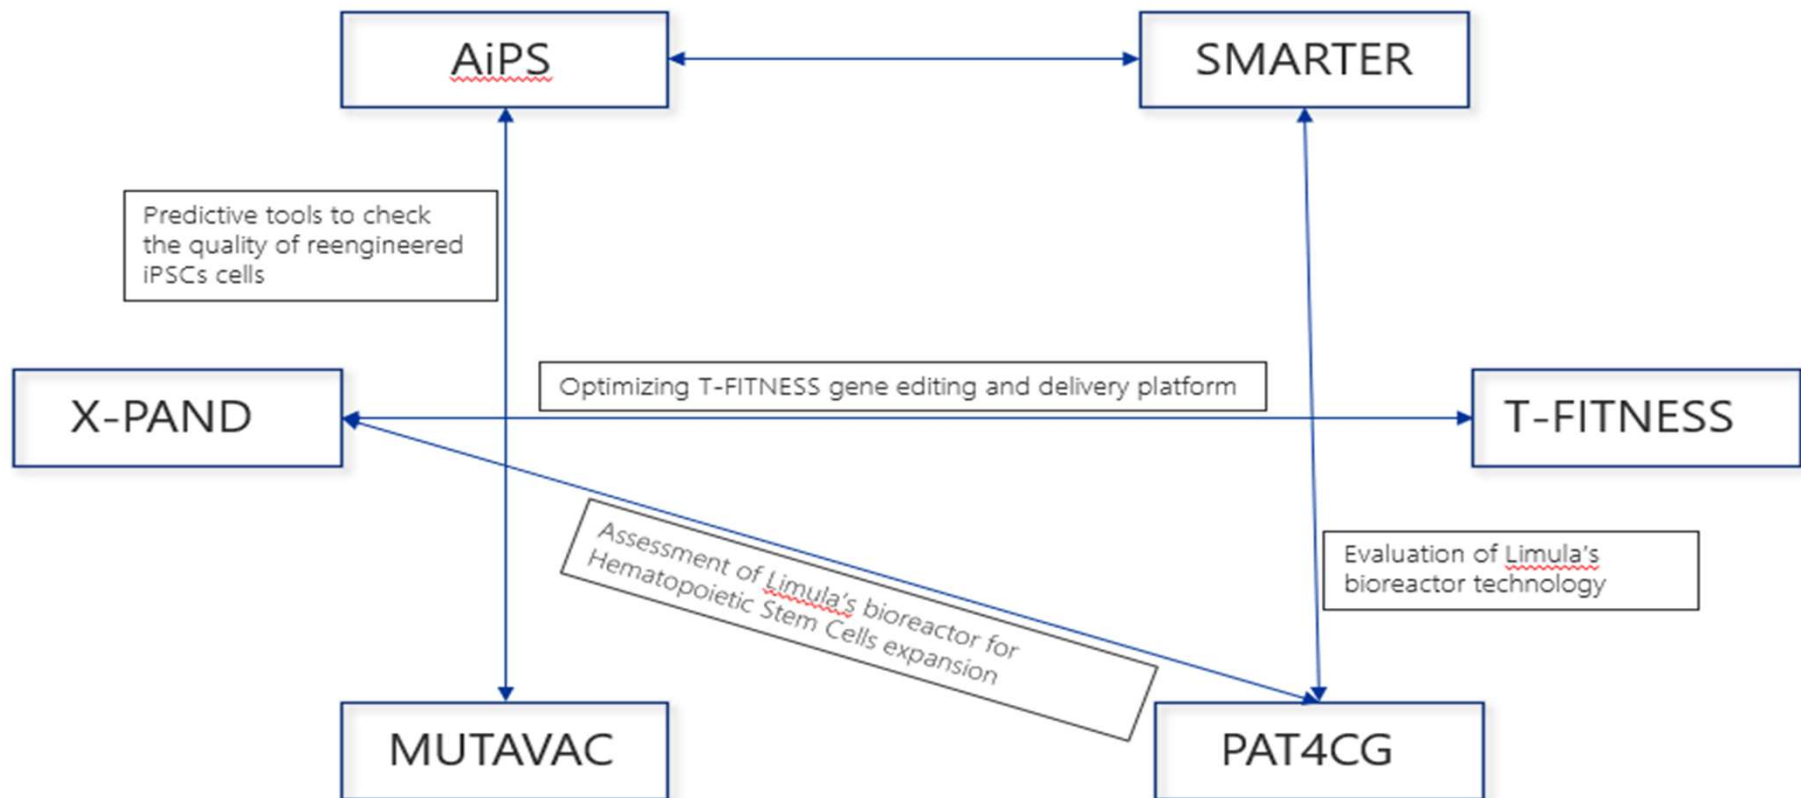 AiPS
SMARTER
Predictive tools to check
the quality of reengineered
iPSCs cells
Optimizing T-FITNESS gene editing and delivery platform
X-PAND
T-FITNESS
Assessment of Limula's bioreactor for
Hematopoietic Stem Cells expansion
Evaluation of Limula's
bioreactor technology
MUTAVAC
PAT4CG